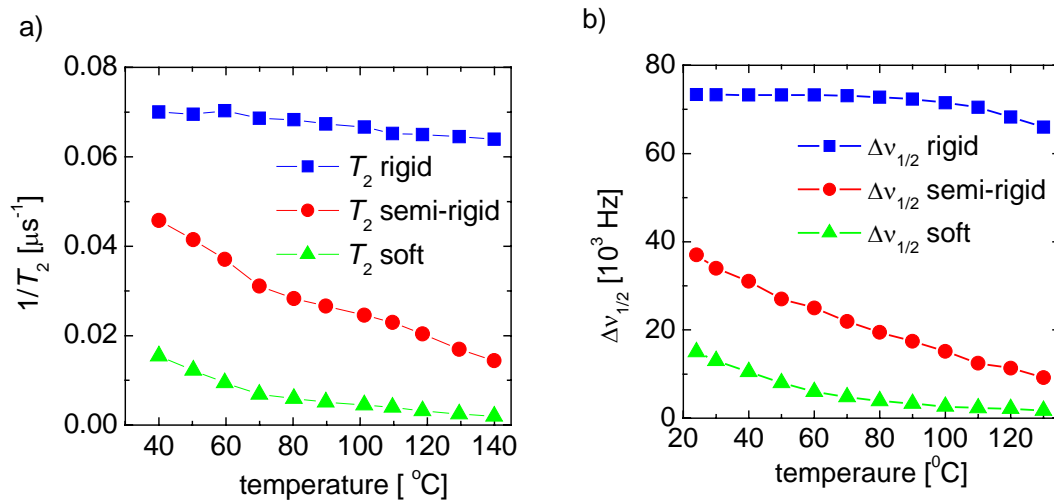 a)
0.08
0.06
0.04
0.02
0.00
1/T2 [μs-1]
T2 rigid
T2 semi-rigid
T2 soft
40 60 80 100 120 140
temperature [ oC]
b)
80
60
40
20
0
Δν1/2 [103 Hz]
Δν1/2 rigid
Δν1/2 semi-rigid
Δν1/2 soft
20 40 60 80 100 120
temperaure [0C]